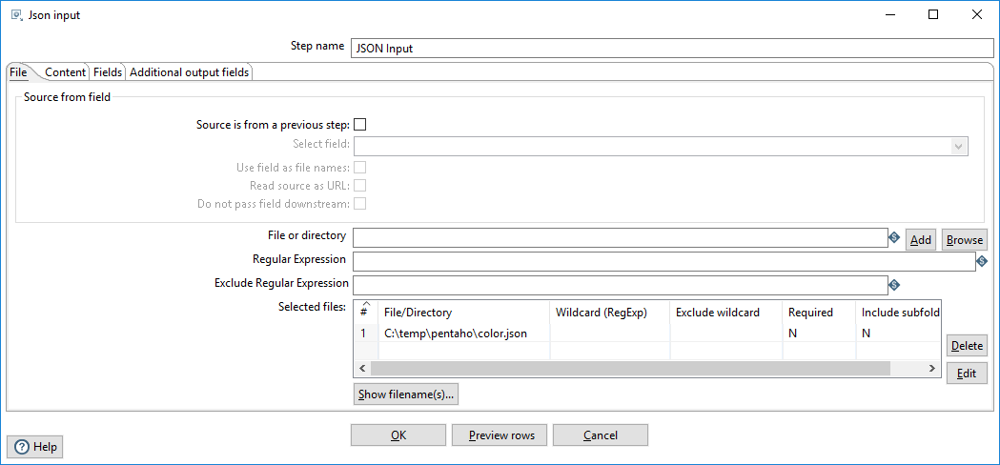 Json input
Step name JSON Input
File Content Fields Additional output fields
Source from field
Source is from a previous step:
Select field:
Use field as file names:
Read source as URL:
Do not pass field downstream:
File or directory Add Browse
Regular Expression
Exclude Regular Expression
Selected files: # File/Directory Wildcard (RegExp) Exclude wildcard Required Include subfold
1 C:\temp\pentaho\color.json N N
Delete
Edit
Show filename(s)...
OK Preview rows Cancel
Help